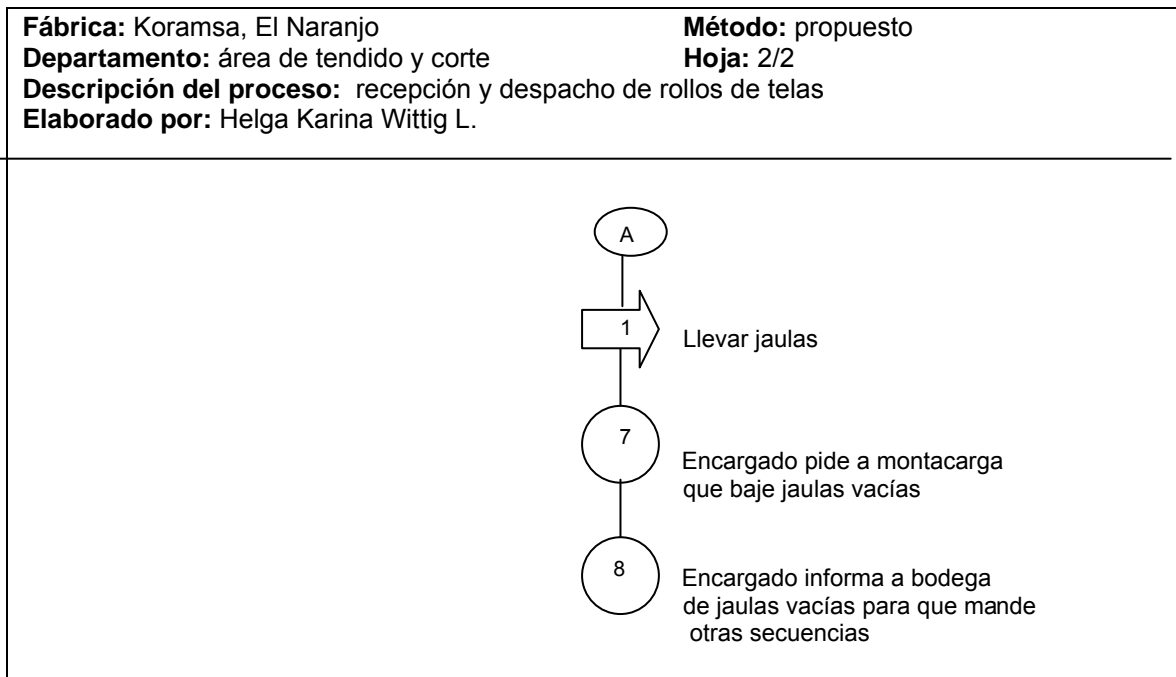 Fábrica: Koramsa, El Naranjo Método: propuesto
Departamento: área de tendido y corte Hoja: 2/2
Descripción del proceso: recepción y despacho de rollos de telas
Elaborado por: Helga Karina Wittig L.
A
1
Llevar jaulas
7
Encargado pide a montacarga
que baje jaulas vacías
8
Encargado informa a bodega
de jaulas vacías para que mande
otras secuencias